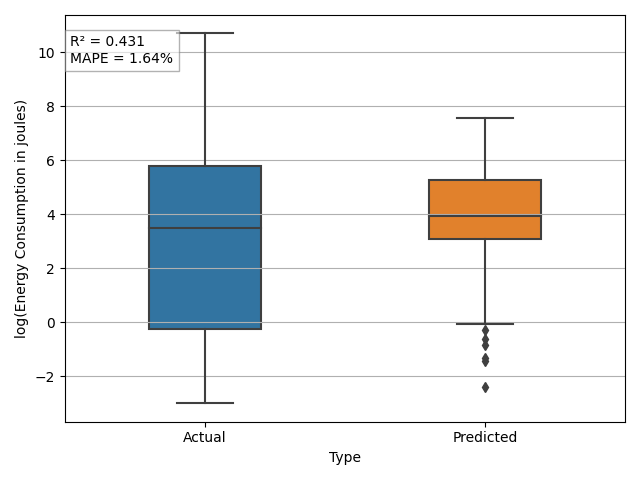 R² = 0.431
MAPE = 1.64%
10
8
6
4
2
0
−2
log(Energy Consumption in joules)
Actual
Predicted
Type